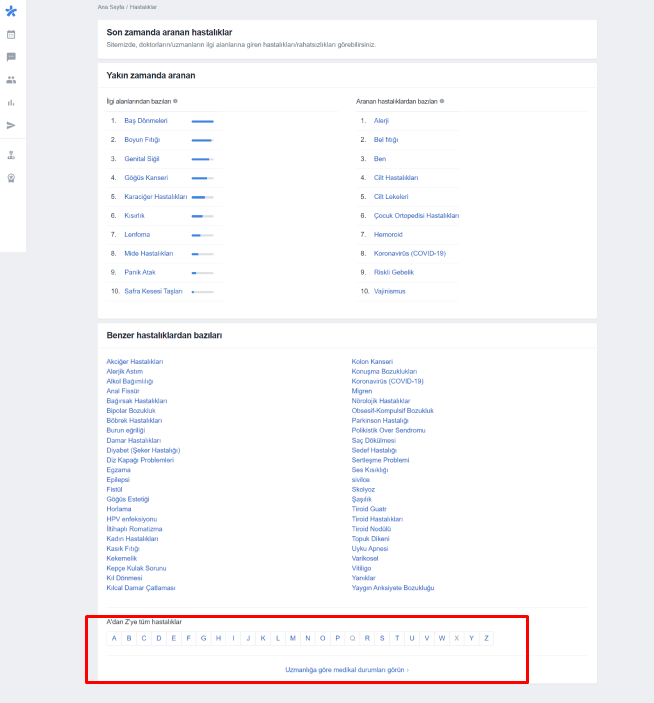 Ana Sayfa / Hastalıklar
Son zamanda aranan hastalıklar
Sitemizde, doktorların/uzmanların ilgi alanlarına giren hastalıkları/rahatsızlıkları görebilirsiniz.
Yakın zamanda aranan
İlgi alanlarından bazıları
1. Baş Dönmeleri
2. Boyun Fıtığı
3. Genital Siğil
4. Göğüs Kanseri
5. Karaciğer Hastalıkları
6. Kısırlık
7. Lenfoma
8. Mide Hastalıkları
9. Panik Atak
10. Safra Kesesi Taşları
Aranan hastalıklardan bazıları
1. Alerji
2. Bel fıtığı
3. Ben
4. Cilt Hastalıkları
5. Cilt Lekeleri
6. Çocuk Ortopedisi Hastalıkları
7. Hemoroid
8. Koronavirüs (COVID-19)
9. Riskli Gebelik
10. Vajinismus
Benzer hastalıklardan bazıları
Akciğer Hastalıkları
Alerjik Astım
Alkol Bağımlılığı
Anal Fissür
Bağırsak Hastalıkları
Bipolar Bozukluk
Böbrek Hastalıkları
Burun eğriliği
Damar Hastalıkları
Diyabet (Şeker Hastalığı)
Diz Kapağı Problemleri
Egzama
Epilepsi
Fistül
Göğüs Estetiği
Horlama
HPV enfeksiyonu
İltihaplı Romatizma
Kadın Hastalıkları
Kasık Fıtığı
Kekemelik
Kepçe Kulak Sorunu
Kıl Dönmesi
Kılcal Damar Çatlaması
Kolon Kanseri
Konuşma Bozuklukları
Koronavirüs (COVID-19)
Migren
Nörolojik Hastalıklar
Obsesif-Kompulsif Bozukluk
Parkinson Hastalığı
Polikistik Over Sendromu
Saç Dökülmesi
Sedef Hastalığı
Sertleşme Problemi
Ses Kısıklığı
sivilce
Skolyoz
Şaşılık
Tiroid Guatr
Tiroid Hastalıkları
Tiroid Nodülü
Topuk Dikeni
Uyku Apnesi
Varikosel
Vitiligo
Yanıklar
Yaygın Anksiyete Bozukluğu
A'dan Z'ye tüm hastalıklar
A B C D E F G H I J K L M N O P Q R S T U V W X Y Z
Uzmanlığa göre medikal durumları görün ›